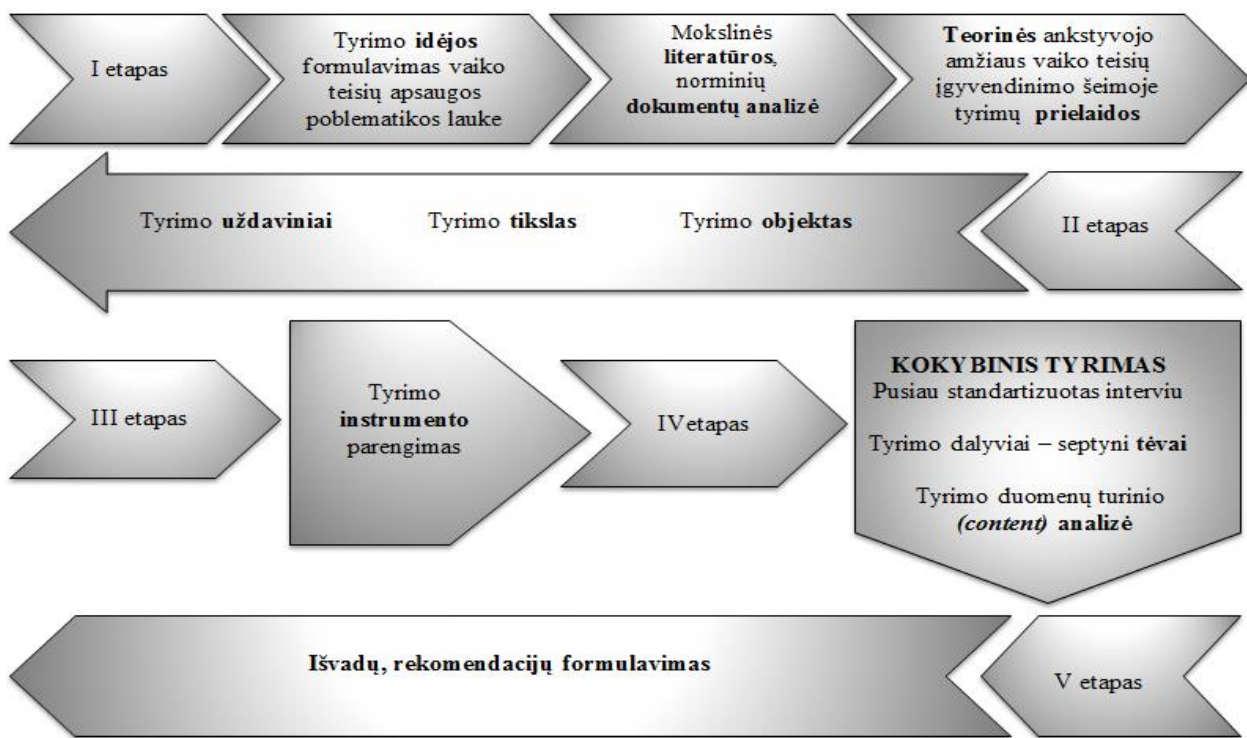 I etapas
Tyrimo idėjos
formulavimas vaiko
teisių apsaugos
poblematikos lauke
Mokslinės
literatūros,
norminių
dokumentų analizė
Teorinės ankstyvojo
amžiaus vaiko teisių
įgyvendinimo šeimoje
tyrimų prielaidos
Tyrimo uždaviniai
Tyrimo tikslas
Tyrimo objektas
II etapas
III etapas
Tyrimo
instrumento
parengimas
IV etapas
KOKYBINIS TYRIMAS
Pusiau standartizuotas interviu
Tyrimo dalyviai – septyni tėvai
Tyrimo duomenų turinio
(content) analizė
Išvadų, rekomendacijų formulavimas
V etapas